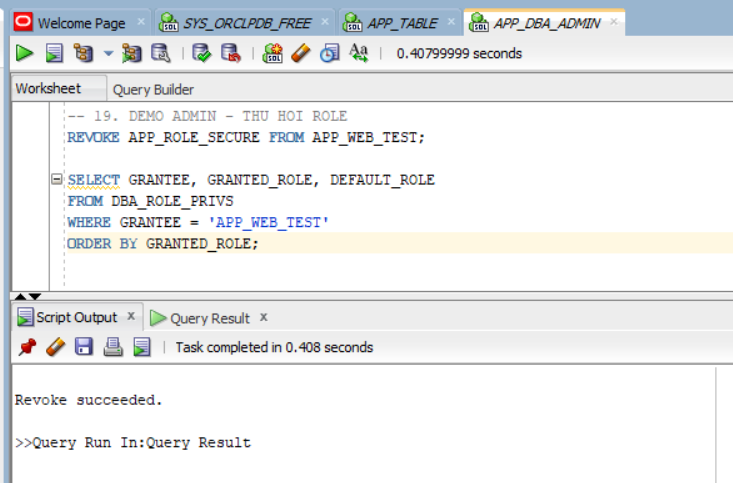 Welcome Page × SYS_ORCLPDB_FREE × APP_TABLE × APP_DBA_ADMIN ×
Aa 0.40799999 seconds
Worksheet Query Builder
-- 19. DEMO ADMIN - THU HOI ROLE
REVOKE APP_ROLE_SECURE FROM APP_WEB_TEST;
SELECT GRANTEE, GRANTED_ROLE, DEFAULT_ROLE
FROM DBA_ROLE_PRIVS
WHERE GRANTEE = 'APP_WEB_TEST'
ORDER BY GRANTED_ROLE;
Script Output x Query Result x
Task completed in 0.408 seconds
Revoke succeeded.
>>Query Run In:Query Result